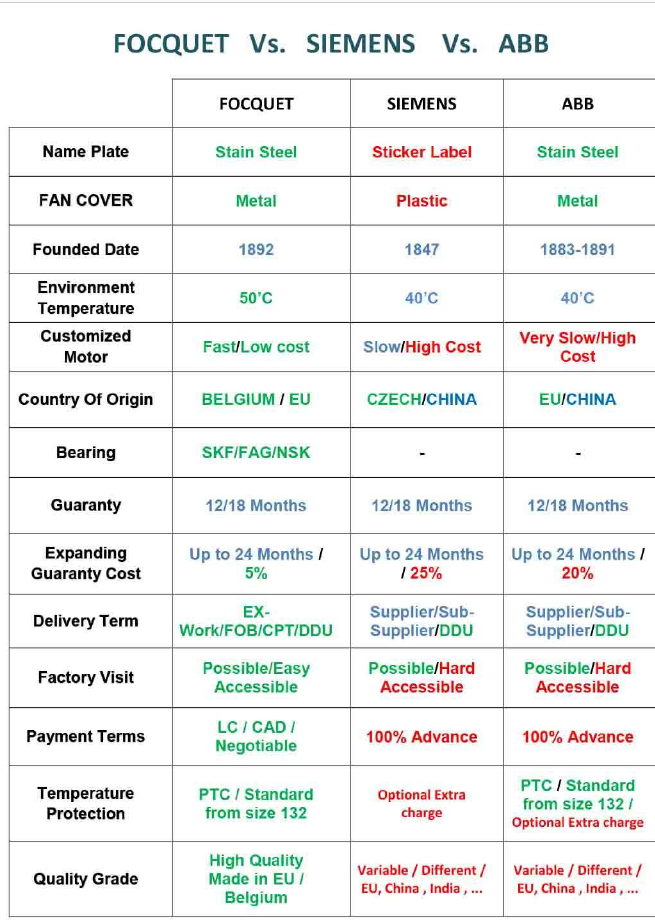 FOCQUET Vs. SIEMENS Vs. ABB
FOCQUET SIEMENS ABB
Name Plate Stain Steel Sticker Label Stain Steel
FAN COVER Metal Plastic Metal
Founded Date 1892 1847 1883-1891
Environment
Temperature
50’C 40’C 40’C
Customized
Motor
Fast/Low cost Slow/High Cost
Very Slow/High
Cost
Country Of Origin BELGIUM / EU CZECH/CHINA EU/CHINA
Bearing SKF/FAG/NSK - -
Guaranty 12/18 Months 12/18 Months 12/18 Months
Expanding
Guaranty Cost
Up to 24 Months /
5%
Up to 24 Months
/ 25%
Up to 24 Months /
20%
Delivery Term
EX-
Work/FOB/CPT/DDU
Supplier/Sub-
Supplier/DDU
Supplier/Sub-
Supplier/DDU
Factory Visit
Possible/Easy
Accessible
Possible/Hard
Accessible
Possible/Hard
Accessible
Payment Terms
LC / CAD /
Negotiable
100% Advance
100% Advance
Temperature
Protection
PTC / Standard
from size 132
Optional Extra
charge
PTC / Standard
from size 132 /
Optional Extra charge
Quality Grade
High Quality
Made in EU /
Belgium
Variable / Different /
EU, China , India , ...
Variable / Different /
EU, China , India , ...